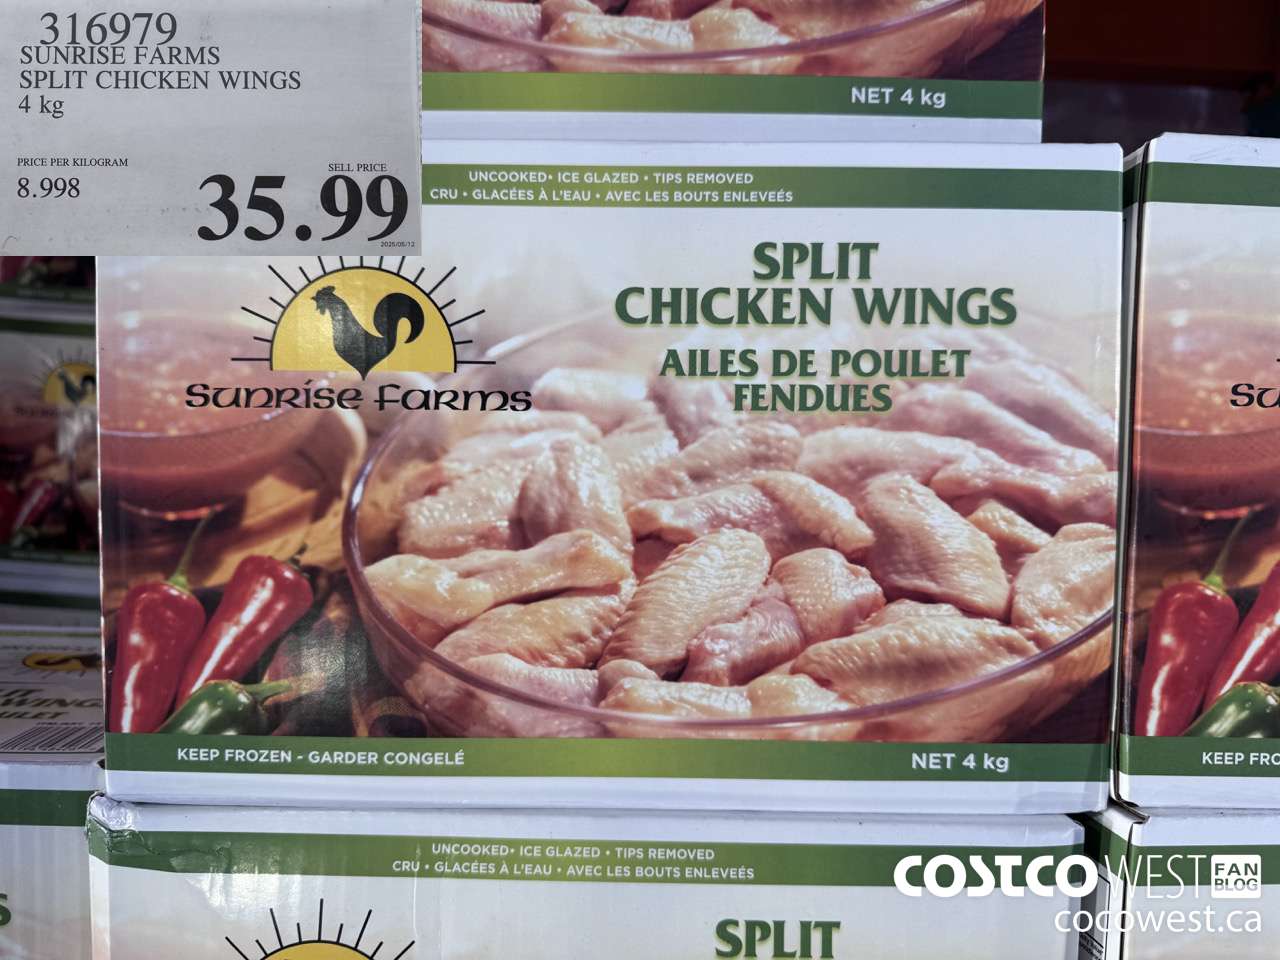 316979
SUNRISE FARMS
SPLIT CHICKEN WINGS
4 kg
PRICE PER KILOGRAM
8.998
SELL PRICE
35.99
2025/05/12
NET 4 kg
UNCOOKED• ICE GLAZED • TIPS REMOVED
CRU • GLACÉES À L'EAU • AVEC LES BOUTS ENLEVEÉS
SPLIT
CHICKEN WINGS
AILES DE POULET
FENDUES
Sunrise Farms
Su
KEEP FROZEN - GARDER CONGELÉ
NET 4 kg
KEEP FRO
UNCOOKED• ICE GLAZED • TIPS REMOVED
CRU • GLACÉES À L'EAU • AVEC LES BOUTS ENLEVEÉS
SPLIT
COSTCO WEST FAN BLOG
cocowest.ca